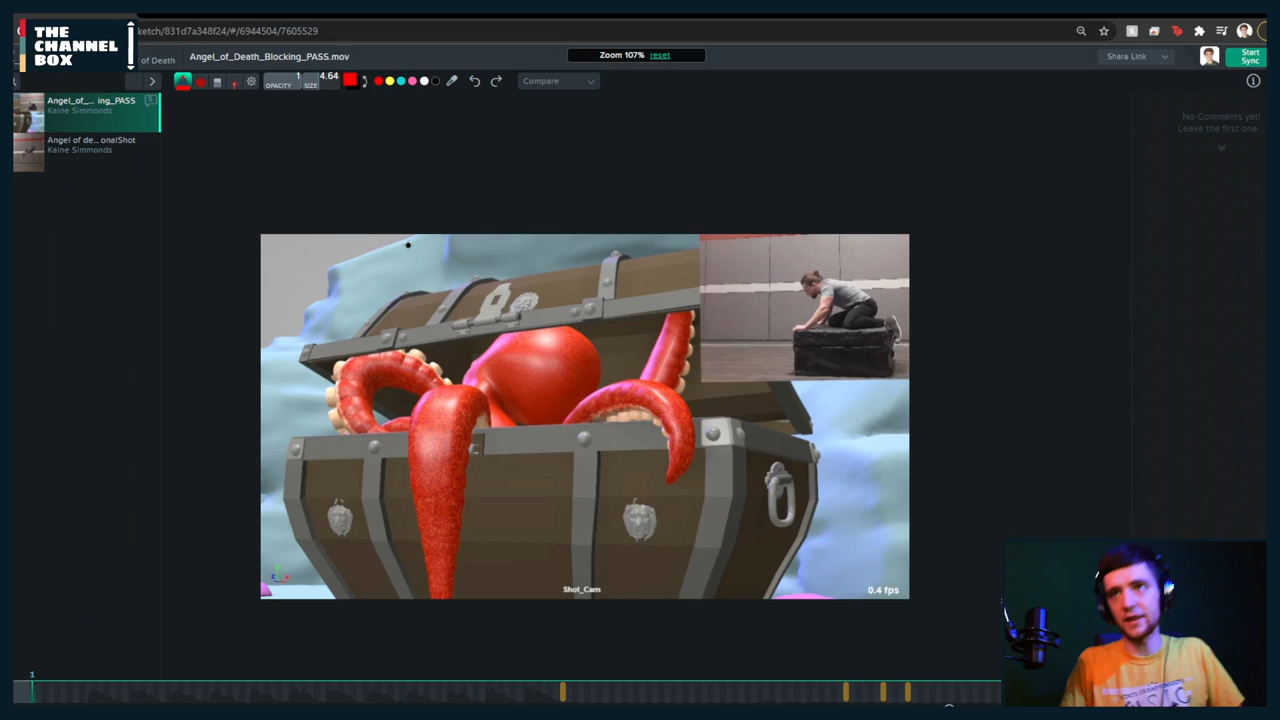 THE
CHANNEL
BOX
ketch/831d7a348f24/#/6944504/7605529
of Death
Angel_of_Death_Blocking_PASS.mov
Zoom 107% reset
Share Link
Start
Sync
OPACITY
1
SIZE
4.64
Compare
Angel_of_... ing_PASS
Kaine Simmonds
Angel of de... onalShot
Kaine Simmonds
No Comments yet!
Leave the first one...
Shot_Cam
0.4 fps
1